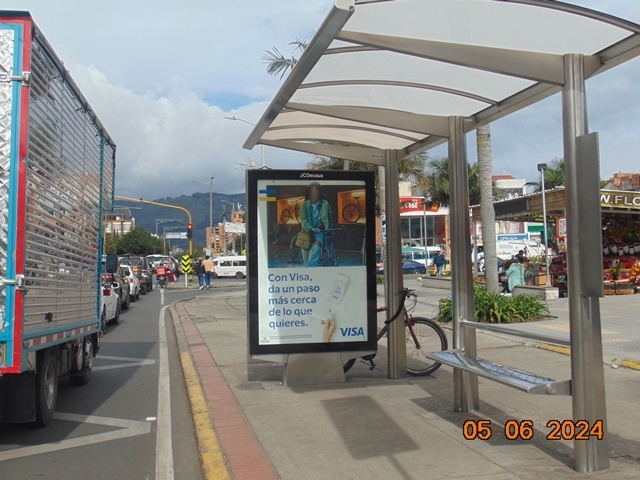 JCDecaux
Con Visa,
da un paso
más cerca
de lo que
quieres.
VISA
W.FLO
05 06 2024